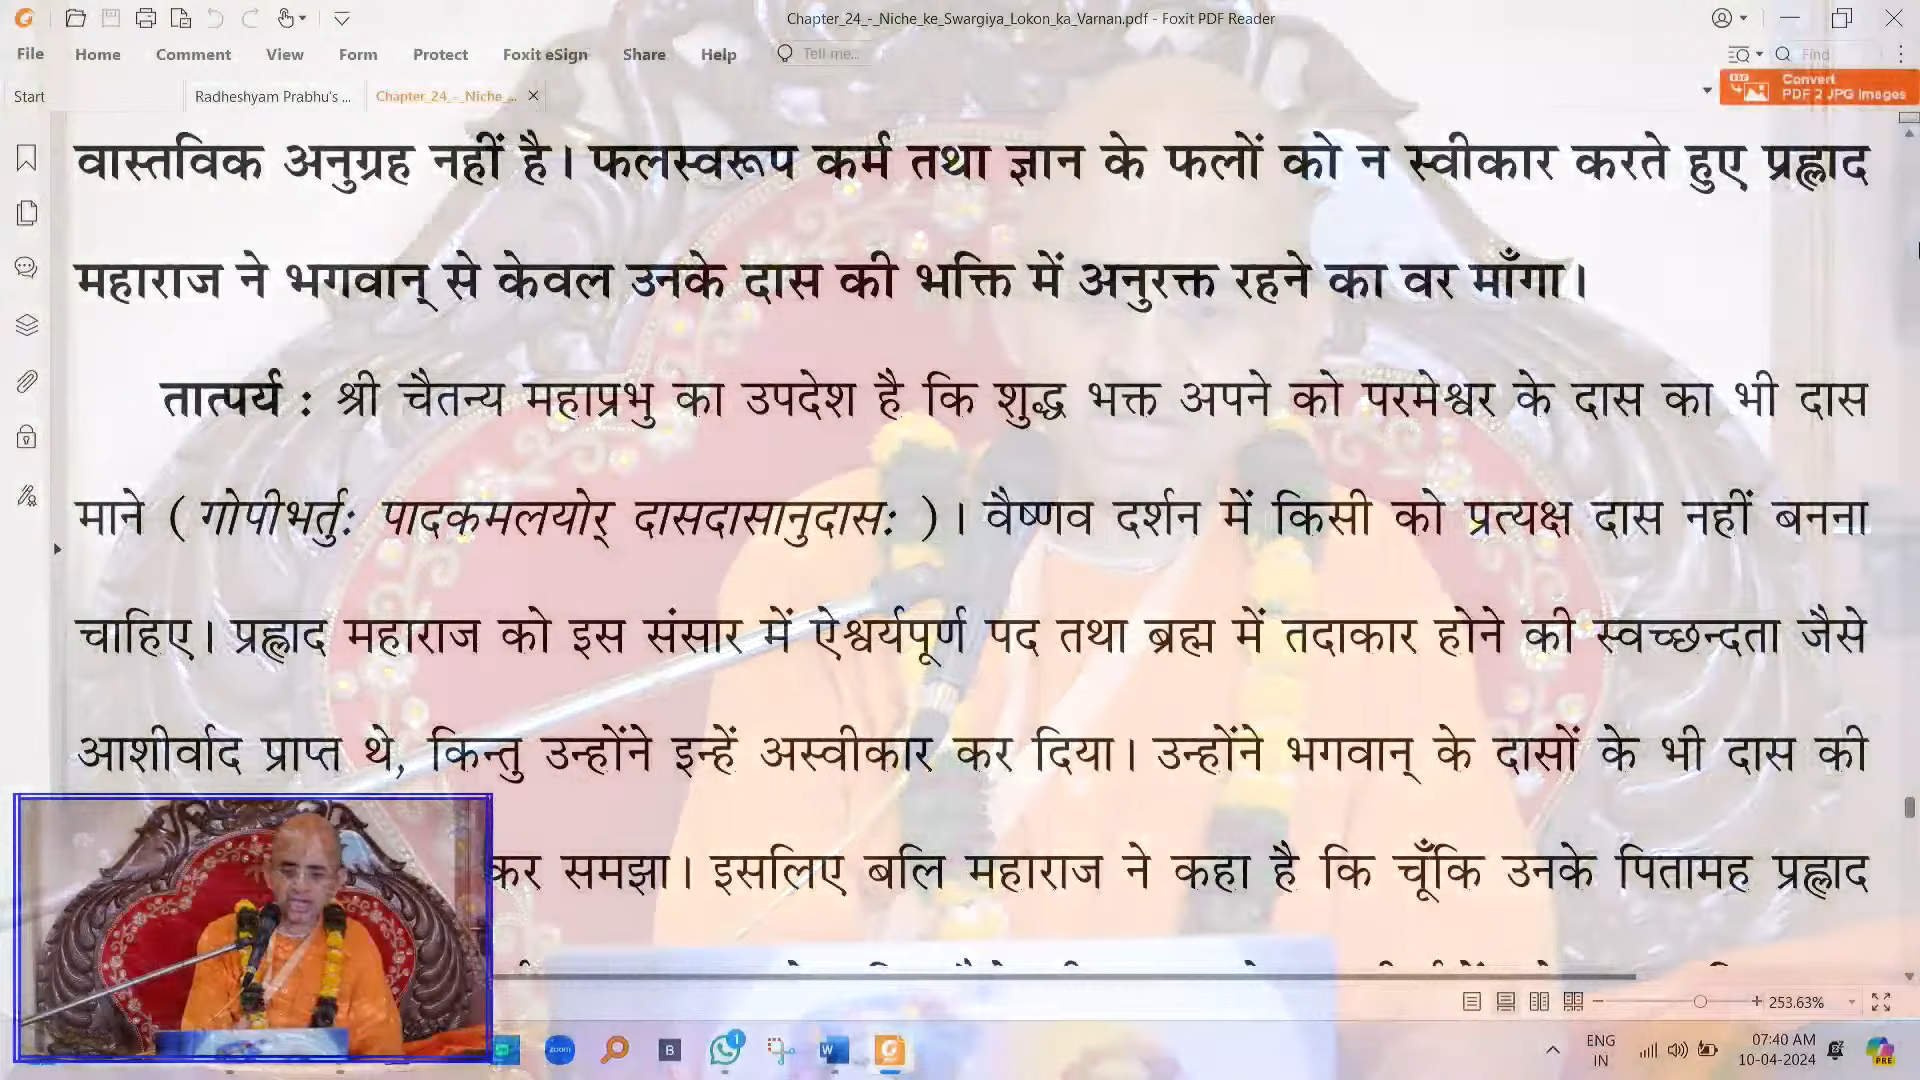 Chapter_24_-_Niche_ke_Swargiya_Lokon_ka_Varnan.pdf - Foxit PDF Reader
File Home Comment View Form Protect Foxit eSign Share Help Tell me... Find
Start Radheshyam Prabhu's ... Chapter_24_-_Niche_...
Convert
PDF 2 JPG Images
वास्तविक अनुग्रह नहीं है। फलस्वरूप कर्म तथा ज्ञान के फलों को न स्वीकार करते हुए प्रह्लाद
महाराज ने भगवान् से केवल उनके दास की भक्ति में अनुरक्त रहने का वर माँगा।
तात्पर्य : श्री चैतन्य महाप्रभु का उपदेश है कि शुद्ध भक्त अपने को परमेश्वर के दास का भी दास
माने ( गोपीभर्तुः पादकमलयोर् दासदासानुदासः )। वैष्णव दर्शन में किसी को प्रत्यक्ष दास नहीं बनना
चाहिए। प्रह्लाद महाराज को इस संसार में ऐश्वर्यपूर्ण पद तथा ब्रह्म में तदाकार होने की स्वच्छन्दता जैसे
आशीर्वाद प्राप्त थे, किन्तु उन्होंने इन्हें अस्वीकार कर दिया। उन्होंने भगवान् के दासों के भी दास की
कर समझा। इसलिए बलि महाराज ने कहा है कि चूँकि उनके पितामह प्रह्लाद
253.63%
zoom B 1 W
ENG
IN
07:40 AM
10-04-2024
PRE